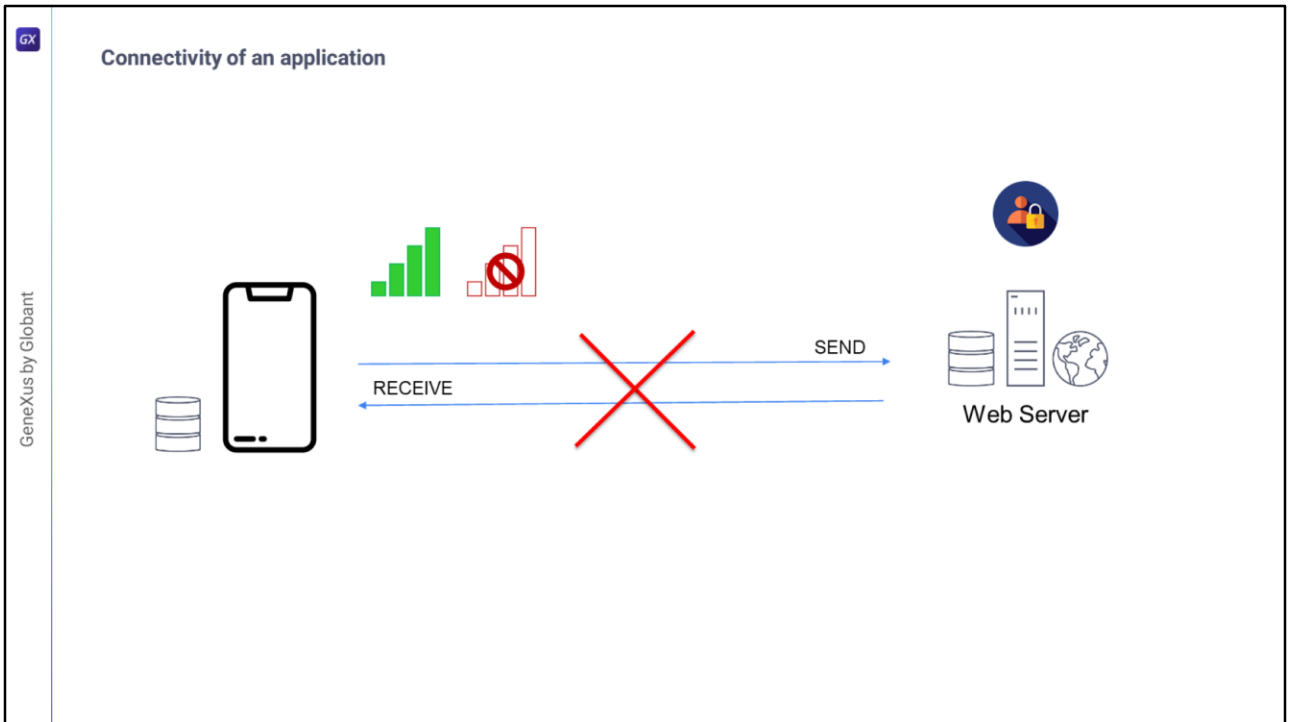 GX
Connectivity of an application
SEND
RECEIVE
Web Server
GeneXus by Globant